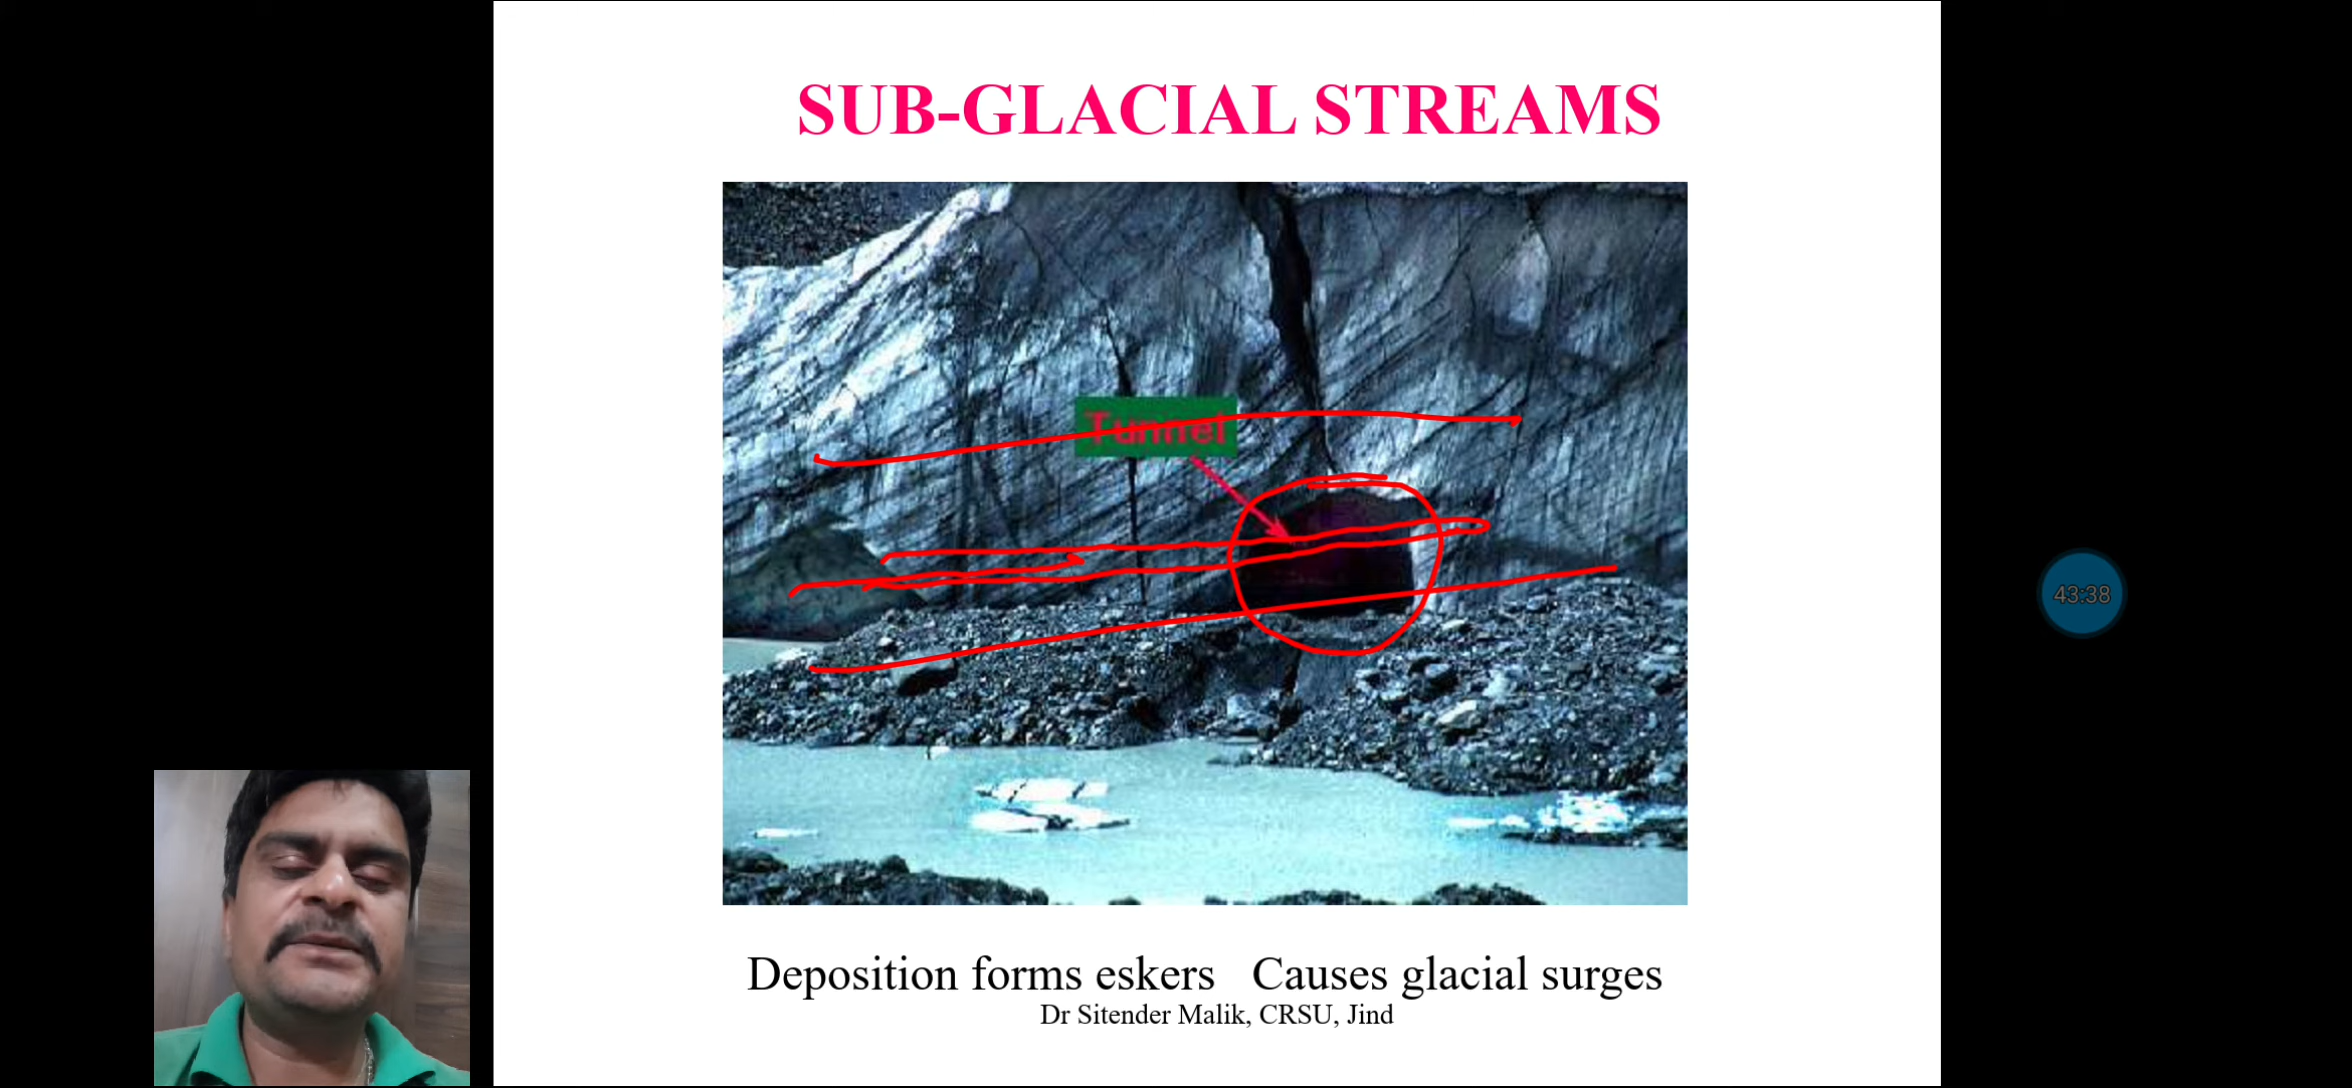 SUB-GLACIAL STREAMS
Tunnel
43:38
Deposition forms eskers Causes glacial surges
Dr Sitender Malik, CRSU, Jind